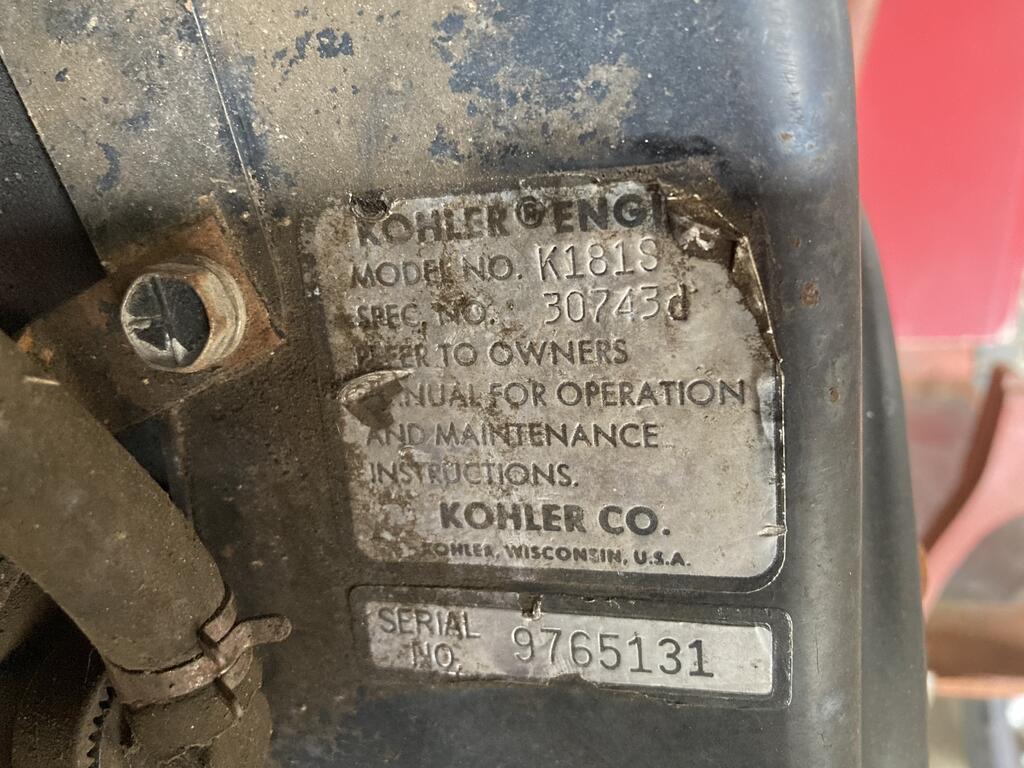 KOHLER® ENGI
MODEL NO. K181S
SPEC. NO. 30743d
REFER TO OWNERS
MANUAL FOR OPERATION
AND MAINTENANCE
INSTRUCTIONS.
KOHLER CO.
KOHLER, WISCONSIN, U.S.A.
SERIAL NO. 9765131